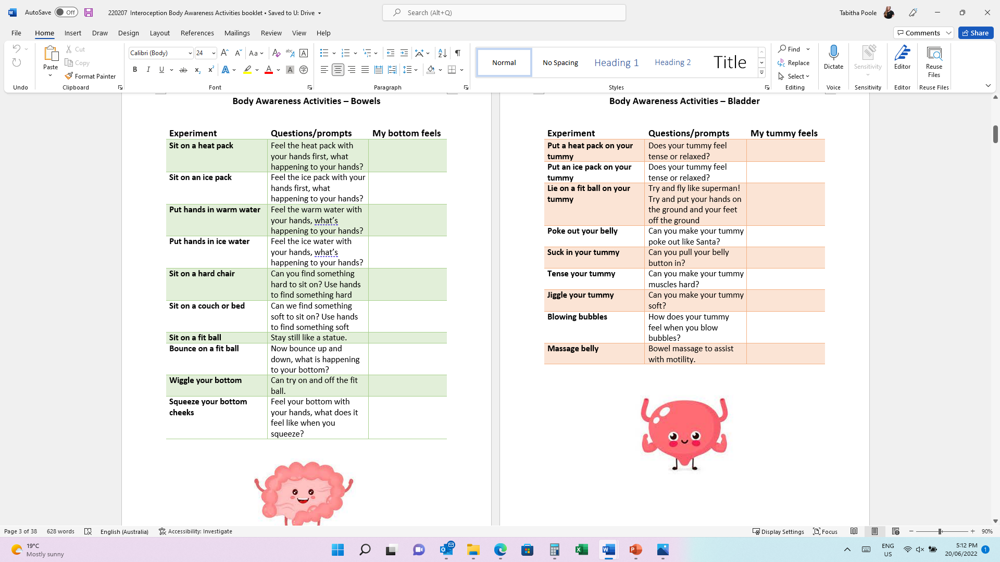 AutoSave Off 220207 Interoception Body Awareness Activities booklet • Saved to U: Drive Search (Alt+Q) Tabitha Poole
File Home Insert Draw Design Layout References Mailings Review View Help Comments Share
Paste Cut Copy Format Painter
Calibri (Body) 24
Normal No Spacing Heading 1 Heading 2 Title
Find Replace Select
Dictate Sensitivity Editor Reuse Files
Undo Clipboard Font Paragraph Styles Editing Voice Sensitivity Editor Reuse Files
Body Awareness Activities – Bowels
Experiment Questions/prompts My bottom feels
Sit on a heat pack Feel the heat pack with
your hands first, what
happening to your hands?
Sit on an ice pack Feel the ice pack with your
hands first, what
happening to your hands?
Put hands in warm water Feel the warm water with
your hands, what's
happening to your hands?
Put hands in ice water Feel the ice water with
your hands, what's
happening to your hands?
Sit on a hard chair Can you find something
hard to sit on? Use hands
to find something hard
Sit on a couch or bed Can we find something
soft to sit on? Use hands
to find something soft
Sit on a fit ball Stay still like a statue.
Bounce on a fit ball Now bounce up and
down, what is happening
to your bottom?
Wiggle your bottom Can try on and off the fit
ball.
Squeeze your bottom Feel your bottom with
cheeks your hands, what does it
feel like when you
squeeze?
Body Awareness Activities – Bladder
Experiment Questions/prompts My tummy feels
Put a heat pack on your Does your tummy feel
tummy tense or relaxed?
Put an ice pack on your Does your tummy feel
tummy tense or relaxed?
Lie on a fit ball on your Try and fly like superman!
tummy Try and put your hands on
the ground and your feet
off the ground
Poke out your belly Can you make your tummy
poke out like Santa?
Suck in your tummy Can you pull your belly
button in?
Tense your tummy Can you make your tummy
muscles hard?
Jiggle your tummy Can you make your tummy
soft?
Blowing bubbles How does your tummy
feel when you blow
bubbles?
Massage belly Bowel massage to assist
with motility.
Page 3 of 38 628 words English (Australia) Accessibility: Investigate Display Settings Focus 90%
19°C
Mostly sunny
ENG
US
5:12 PM
20/06/2022
1